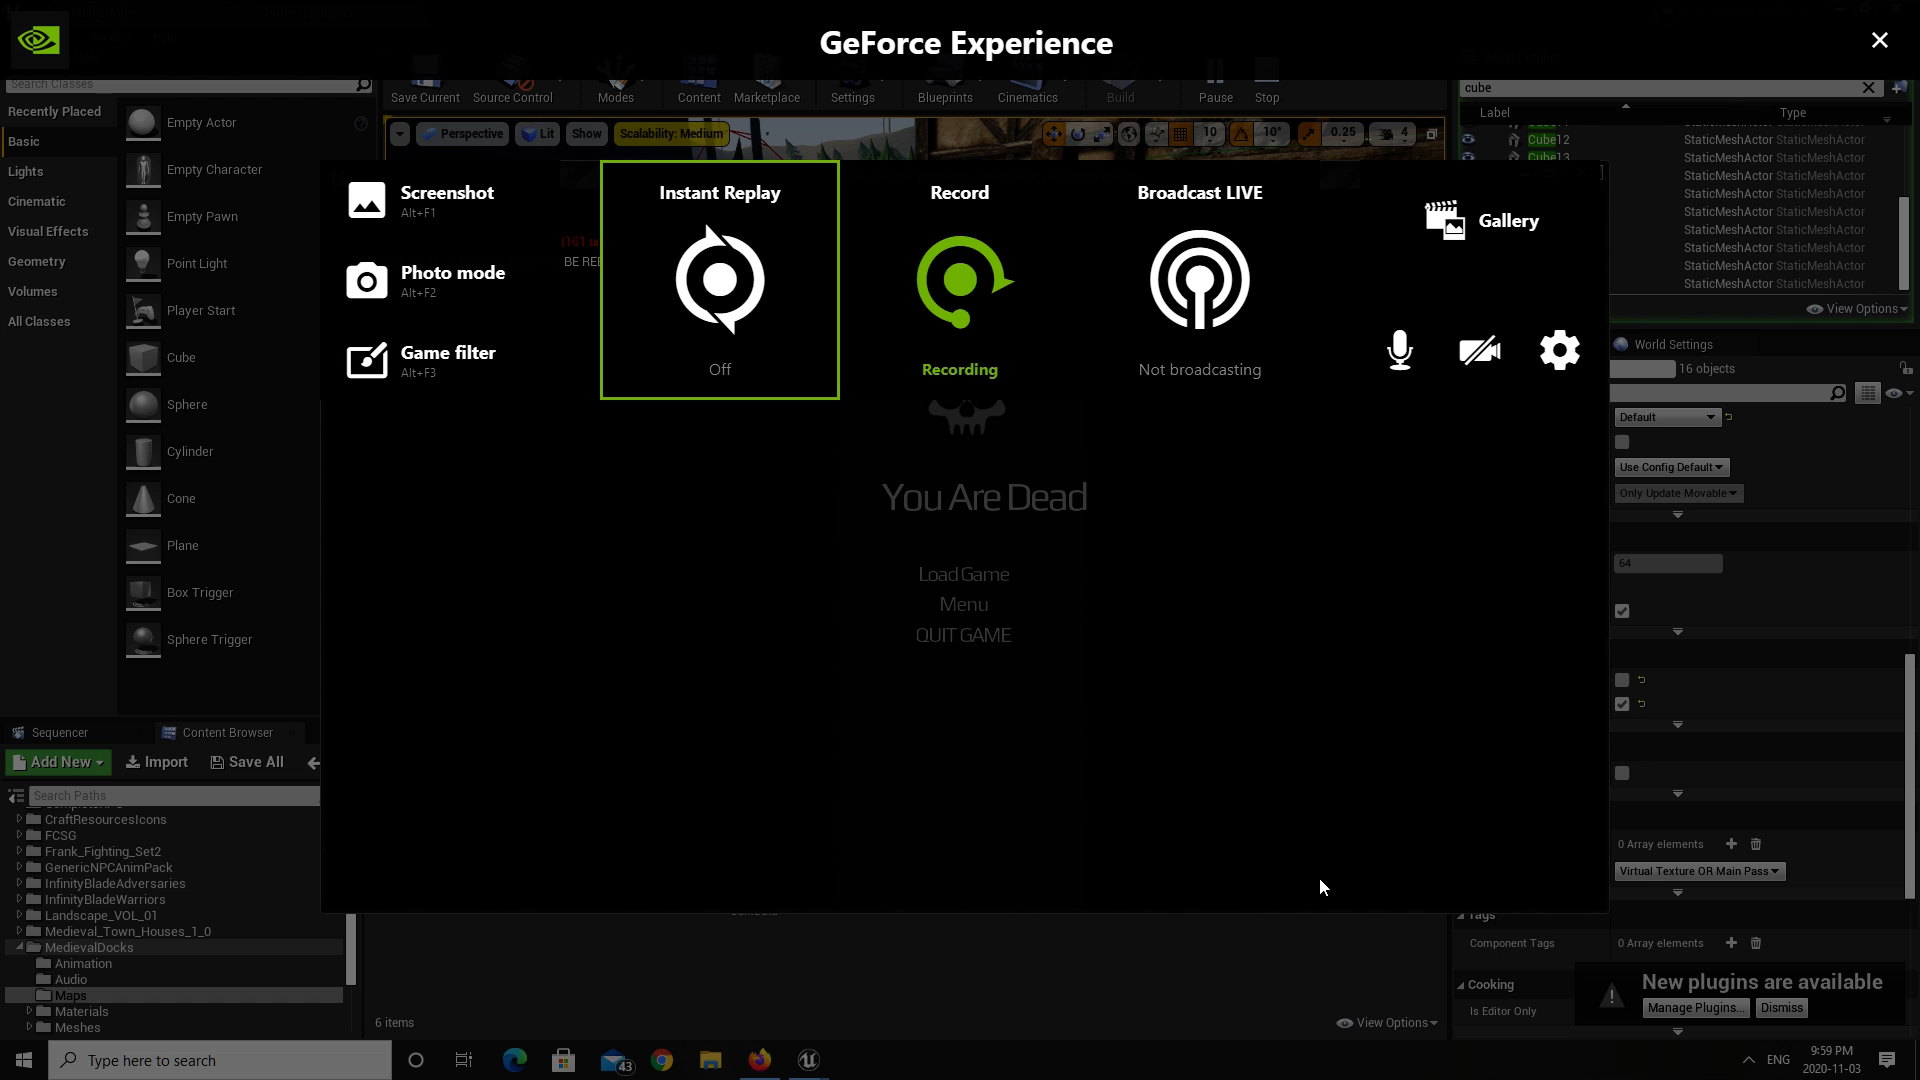 GeForce Experience
Search Classes
Recently Placed
Basic
Lights
Cinematic
Visual Effects
Geometry
Volumes
All Classes
Empty Actor
Empty Character
Empty Pawn
Point Light
Player Start
Cube
Sphere
Cylinder
Cone
Plane
Box Trigger
Sphere Trigger
Save Current
Source Control
Modes
Content
Marketplace
Settings
Blueprints
Cinematics
Build
Pause
Stop
Perspective
Lit
Show
Scalability: Medium
10
10°
0.25
4
Screenshot
Alt+F1
Photo mode
Alt+F2
Game filter
Alt+F3
Instant Replay
Off
Record
Recording
Broadcast LIVE
Not broadcasting
Gallery
You Are Dead
Load Game
Menu
QUIT GAME
cube
Label
Type
Cube12
StaticMeshActor StaticMeshActor
Cube13
StaticMeshActor StaticMeshActor
StaticMeshActor StaticMeshActor
StaticMeshActor StaticMeshActor
StaticMeshActor StaticMeshActor
StaticMeshActor StaticMeshActor
StaticMeshActor StaticMeshActor
StaticMeshActor StaticMeshActor
StaticMeshActor StaticMeshActor
View Options
World Settings
16 objects
Default
Use Config Default
Only Update Movable
64
0 Array elements
Virtual Texture OR Main Pass
Tags
Component Tags
0 Array elements
Cooking
Is Editor Only
New plugins are available
Manage Plugins...
Dismiss
Sequencer
Content Browser
Add New
Import
Save All
Search Paths
CraftResourcesIcons
FCSG
Frank_Fighting_Set2
GenericNPCAnimPack
InfinityBladeAdversaries
InfinityBladeWarriors
Landscape_VOL_01
Medieval_Town_Houses_1_0
MedievalDocks
Animation
Audio
Maps
Materials
Meshes
6 items
View Options
Type here to search
43
ENG
9:59 PM
2020-11-03